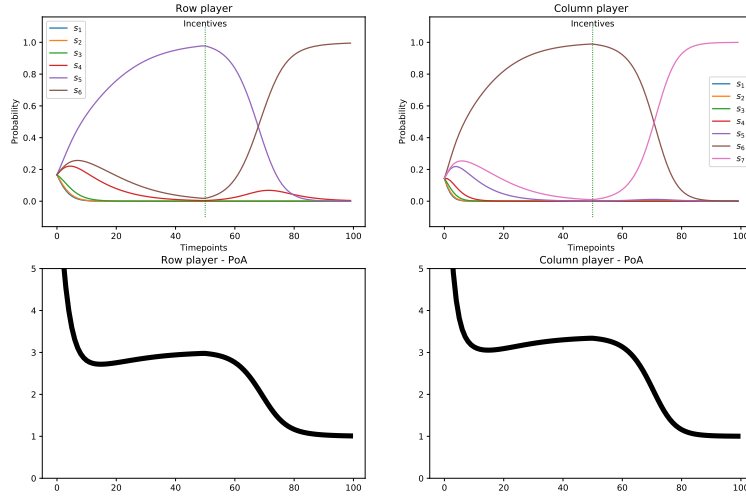 Row player
Incentives
Probability
1.0
0.8
0.6
0.4
0.2
0.0
s1
s2
s3
s4
s5
s6
0 20 40 60 80 100
Timepoints
Column player
Incentives
Probability
1.0
0.8
0.6
0.4
0.2
0.0
s1
s2
s3
s4
s5
s6
s7
0 20 40 60 80 100
Timepoints
Row player - PoA
5
4
3
2
1
0
0 20 40 60 80 100
Column player - PoA
5
4
3
2
1
0
0 20 40 60 80 100